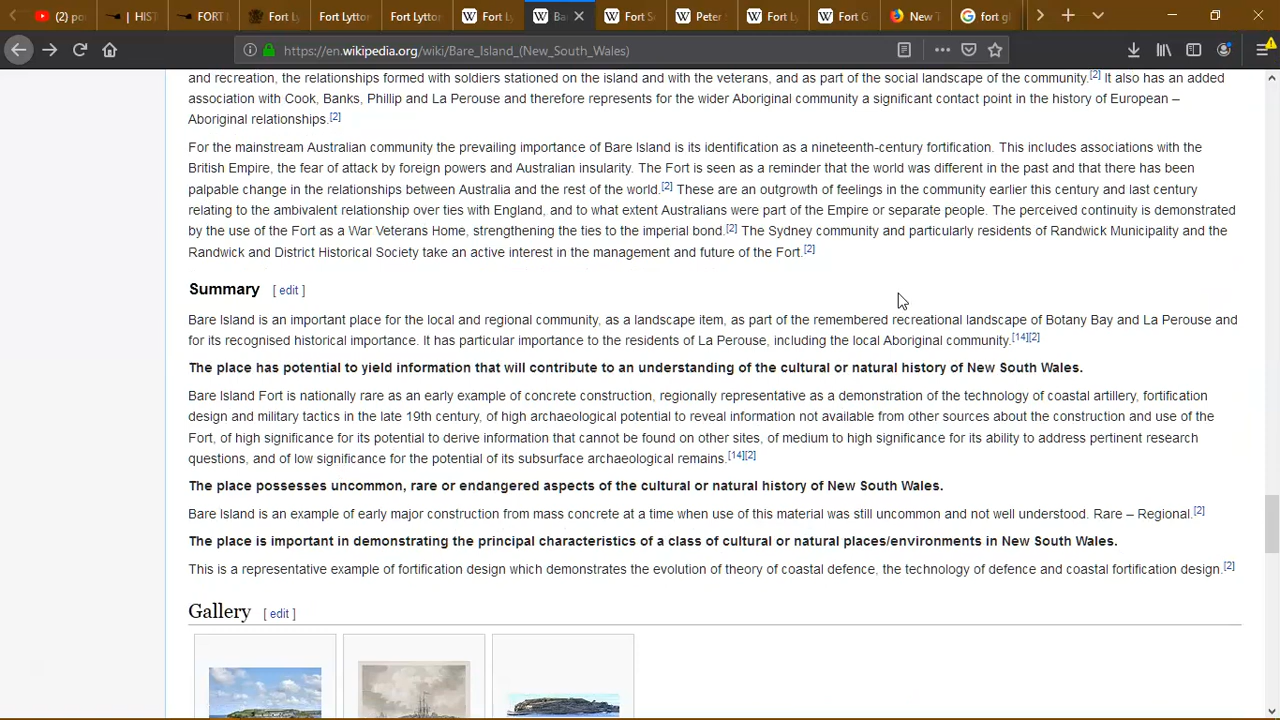 (2) po
| HIST
FORT L
Fort Ly
Fort Lytto
Fort Lytton
Fort Ly
Ba
Fort S
Peter
Fort Ly
Fort G
New T
fort gl
https://en.wikipedia.org/wiki/Bare_Island_(New_South_Wales)
and recreation, the relationships formed with soldiers stationed on the island and with the veterans, and as part of the social landscape of the community.[2] It also has an added
association with Cook, Banks, Phillip and La Perouse and therefore represents for the wider Aboriginal community a significant contact point in the history of European –
Aboriginal relationships.[2]
For the mainstream Australian community the prevailing importance of Bare Island is its identification as a nineteenth-century fortification. This includes associations with the
British Empire, the fear of attack by foreign powers and Australian insularity. The Fort is seen as a reminder that the world was different in the past and that there has been
palpable change in the relationships between Australia and the rest of the world.[2] These are an outgrowth of feelings in the community earlier this century and last century
relating to the ambivalent relationship over ties with England, and to what extent Australians were part of the Empire or separate people. The perceived continuity is demonstrated
by the use of the Fort as a War Veterans Home, strengthening the ties to the imperial bond.[2] The Sydney community and particularly residents of Randwick Municipality and the
Randwick and District Historical Society take an active interest in the management and future of the Fort.[2]
Summary [ edit ]
Bare Island is an important place for the local and regional community, as a landscape item, as part of the remembered recreational landscape of Botany Bay and La Perouse and
for its recognised historical importance. It has particular importance to the residents of La Perouse, including the local Aboriginal community.[14][2]
The place has potential to yield information that will contribute to an understanding of the cultural or natural history of New South Wales.
Bare Island Fort is nationally rare as an early example of concrete construction, regionally representative as a demonstration of the technology of coastal artillery, fortification
design and military tactics in the late 19th century, of high archaeological potential to reveal information not available from other sources about the construction and use of the
Fort, of high significance for its potential to derive information that cannot be found on other sites, of medium to high significance for its ability to address pertinent research
questions, and of low significance for the potential of its subsurface archaeological remains.[14][2]
The place possesses uncommon, rare or endangered aspects of the cultural or natural history of New South Wales.
Bare Island is an example of early major construction from mass concrete at a time when use of this material was still uncommon and not well understood. Rare – Regional.[2]
The place is important in demonstrating the principal characteristics of a class of cultural or natural places/environments in New South Wales.
This is a representative example of fortification design which demonstrates the evolution of theory of coastal defence, the technology of defence and coastal fortification design.[2]
Gallery [ edit ]